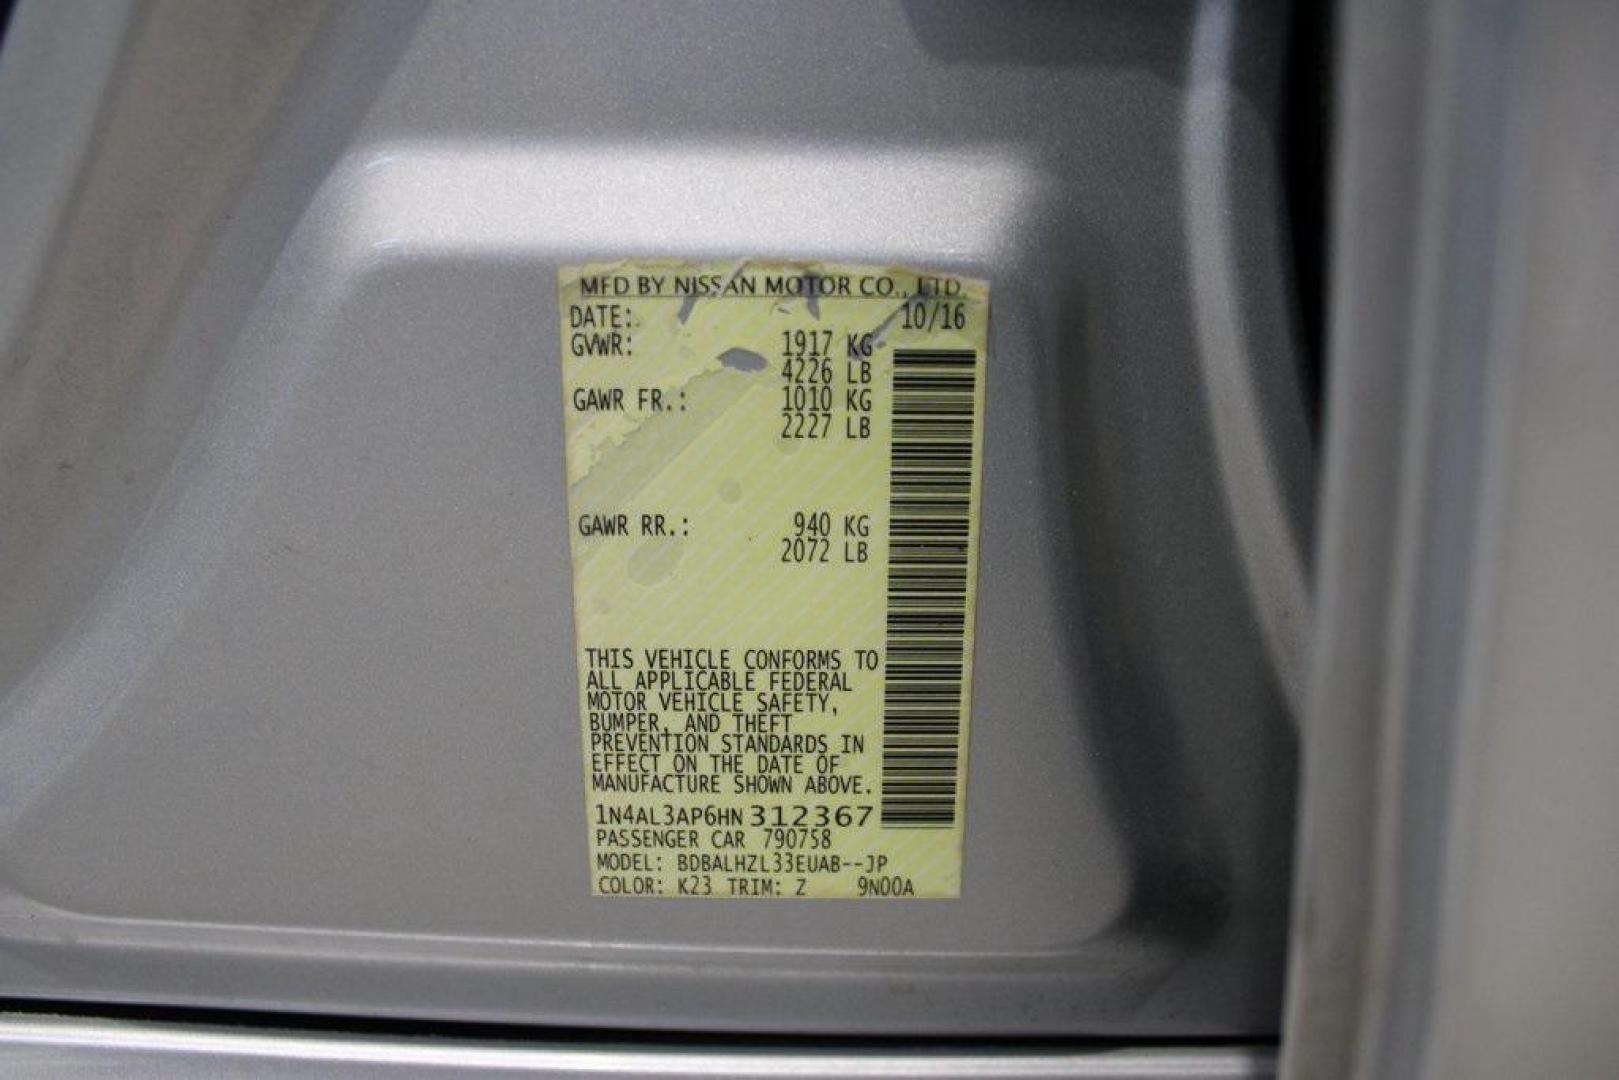 MFD BY NISSAN MOTOR CO., LTD.
DATE: 10/16
GVWR: 1917 KG
4226 LB
GAWR FR.: 1010 KG
2227 LB
GAWR RR.: 940 KG
2072 LB
THIS VEHICLE CONFORMS TO
ALL APPLICABLE FEDERAL
MOTOR VEHICLE SAFETY,
BUMPER, AND THEFT
PREVENTION STANDARDS IN
EFFECT ON THE DATE OF
MANUFACTURE SHOWN ABOVE.
1N4AL3AP6HN312367
PASSENGER CAR 790758
MODEL: BDBALHZL33EUAB--JP
COLOR: K23 TRIM: Z 9N00A